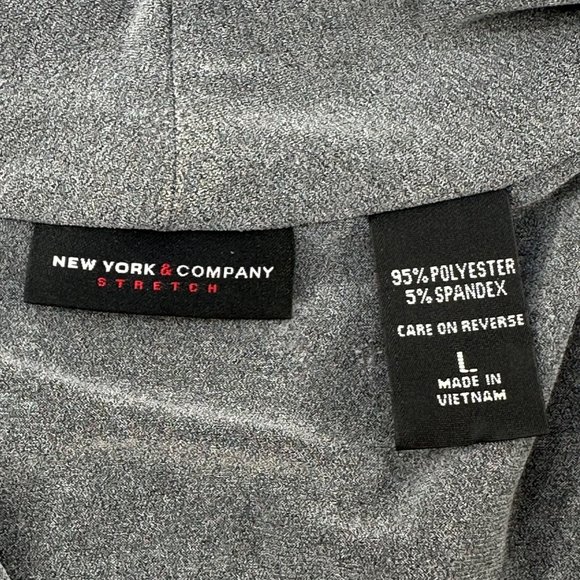 NEW YORK & COMPANY
STRETCH
95% POLYESTER
5% SPANDEX
CARE ON REVERSE
L
MADE IN
VIETNAM